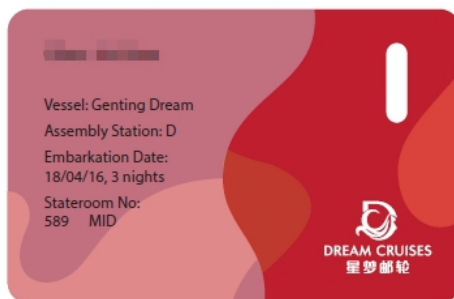 Vessel: Genting Dream
Assembly Station: D
Embarkation Date:
18/04/16, 3 nights
Stateroom No:
589 MID
DREAM CRUISES
星梦邮轮